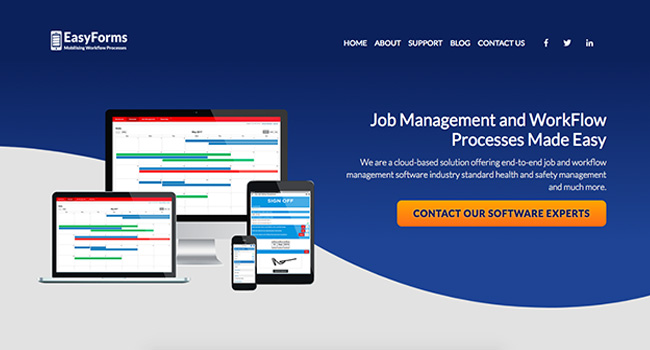 EasyForms
Mobilising Workflow Processes
HOME ABOUT SUPPORT BLOG CONTACT US
Job Management and WorkFlow
Processes Made Easy
We are a cloud-based solution offering end-to-end job and workflow
management software industry standard health and safety management
and much more.
CONTACT OUR SOFTWARE EXPERTS
SIGN OFF